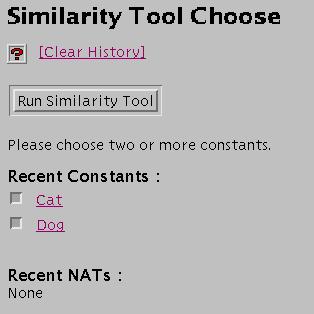 Similarity Tool Choose
? [Clear History]
Run Similarity Tool
Please choose two or more constants.
Recent Constants :
Cat
Dog
Recent NATs :
None